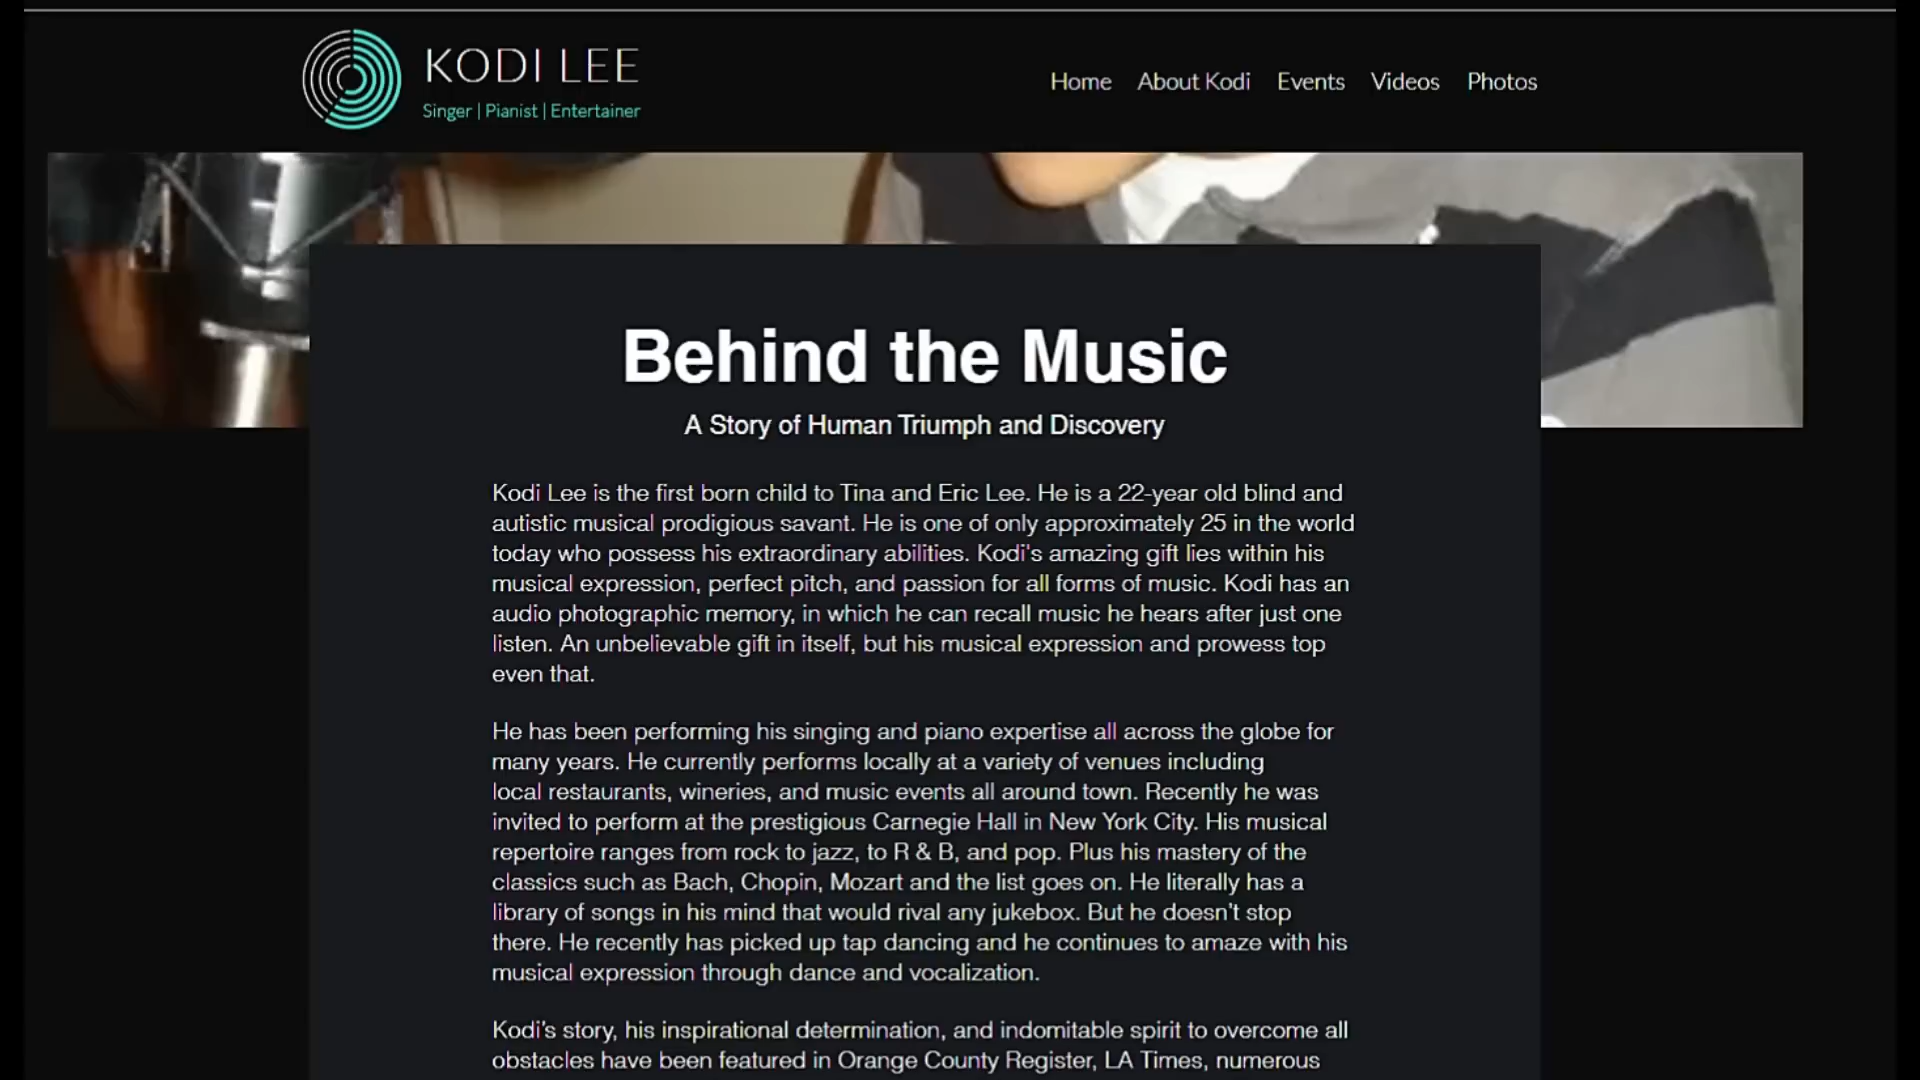 KODI LEE
Singer | Pianist | Entertainer
Home About Kodi Events Videos Photos
Behind the Music
A Story of Human Triumph and Discovery
Kodi Lee is the first born child to Tina and Eric Lee. He is a 22-year old blind and
autistic musical prodigious savant. He is one of only approximately 25 in the world
today who possess his extraordinary abilities. Kodi's amazing gift lies within his
musical expression, perfect pitch, and passion for all forms of music. Kodi has an
audio photographic memory, in which he can recall music he hears after just one
listen. An unbelievable gift in itself, but his musical expression and prowess top
even that.
He has been performing his singing and piano expertise all across the globe for
many years. He currently performs locally at a variety of venues including
local restaurants, wineries, and music events all around town. Recently he was
invited to perform at the prestigious Carnegie Hall in New York City. His musical
repertoire ranges from rock to jazz, to R & B, and pop. Plus his mastery of the
classics such as Bach, Chopin, Mozart and the list goes on. He literally has a
library of songs in his mind that would rival any jukebox. But he doesn't stop
there. He recently has picked up tap dancing and he continues to amaze with his
musical expression through dance and vocalization.
Kodi's story, his inspirational determination, and indomitable spirit to overcome all
obstacles have been featured in Orange County Register, LA Times, numerous